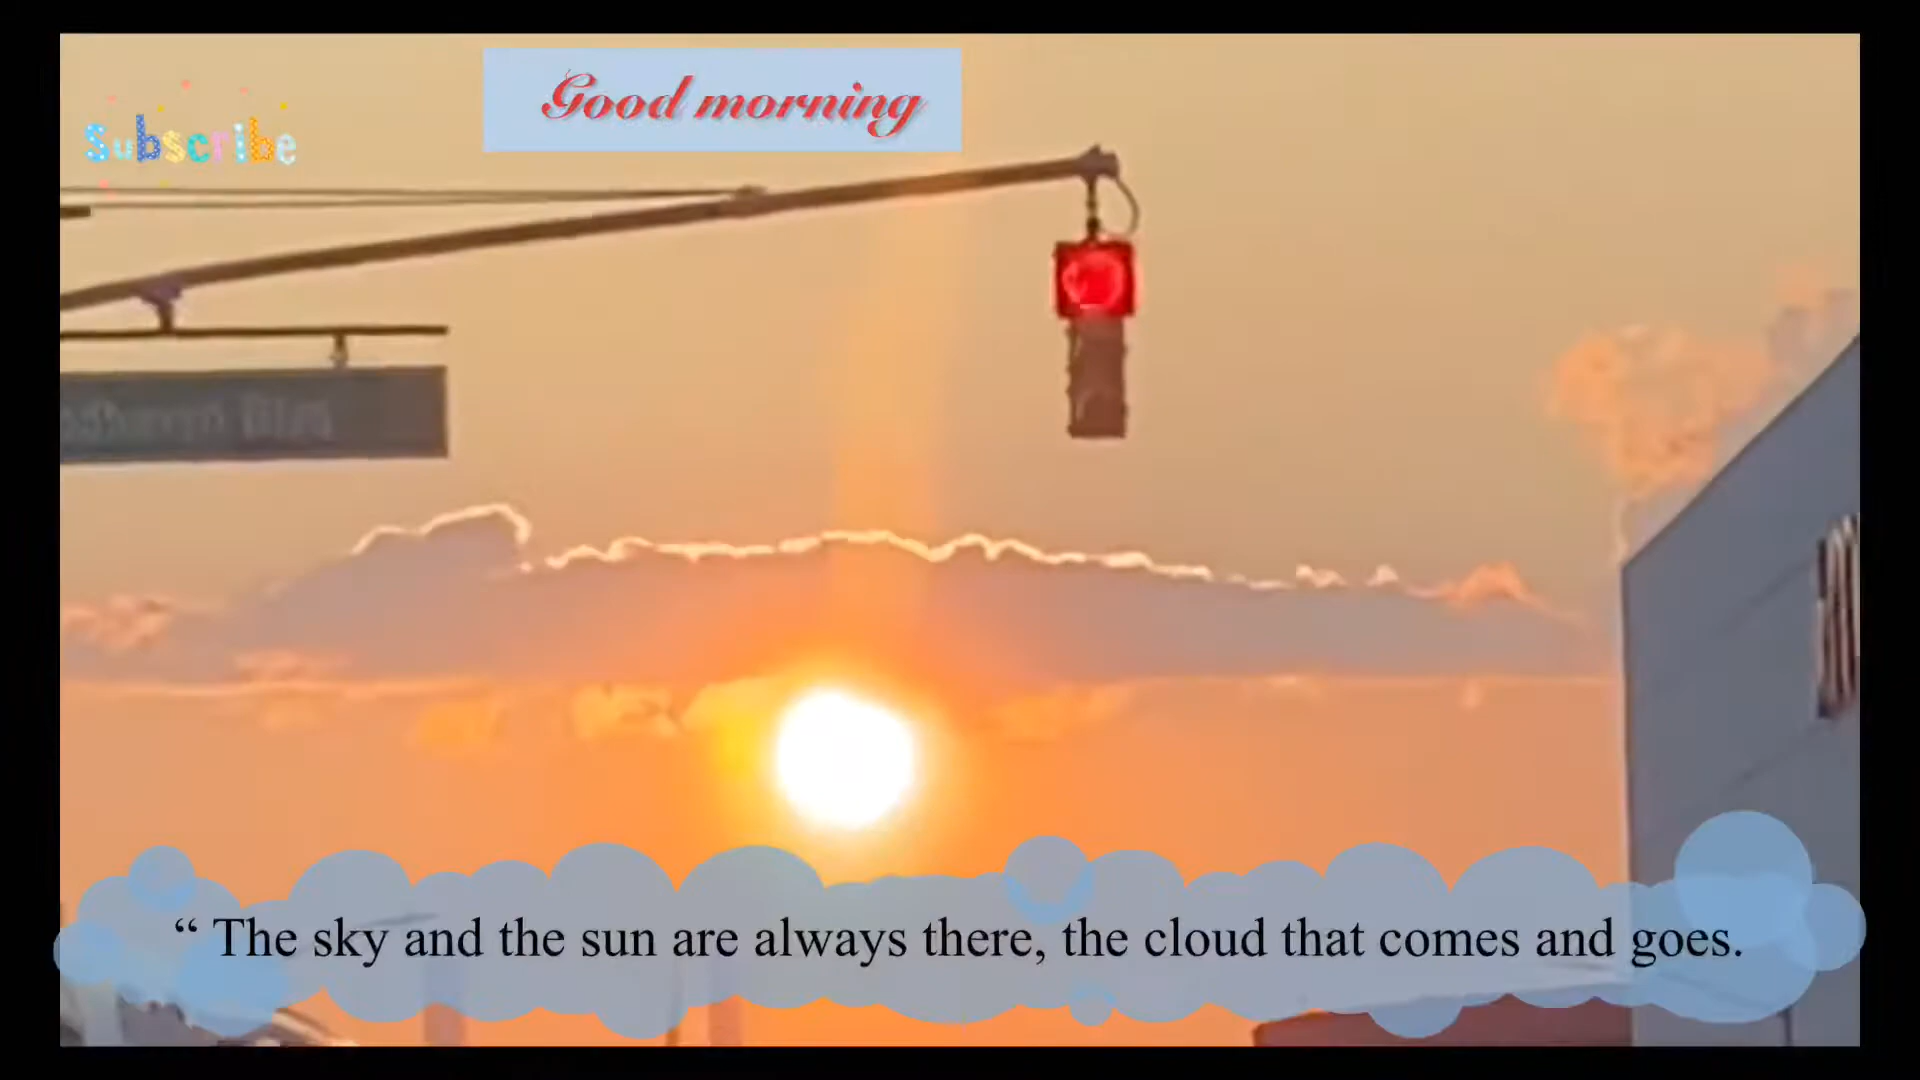 Good morning
Subscribe
“ The sky and the sun are always there, the cloud that comes and goes.